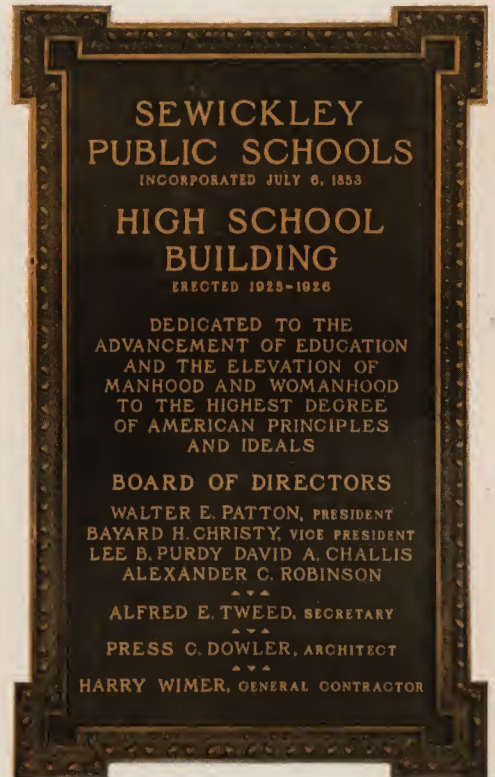 SEWICKLEY
PUBLIC SCHOOLS
INCORPORATED JULY 6, 1853
HIGH SCHOOL
BUILDING
ERECTED 1925-1926
DEDICATED TO THE
ADVANCEMENT OF EDUCATION
AND THE ELEVATION OF
MANHOOD AND WOMANHOOD
TO THE HIGHEST DEGREE
OF AMERICAN PRINCIPLES
AND IDEALS
BOARD OF DIRECTORS
WALTER E. PATTON, PRESIDENT
BAYARD H. CHRISTY, VICE PRESIDENT
LEE B. PURDY DAVID A. CHALLIS
ALEXANDER C. ROBINSON
ALFRED E. TWEED, SECRETARY
PRESS C. DOWLER, ARCHITECT
HARRY WIMER, GENERAL CONTRACTOR